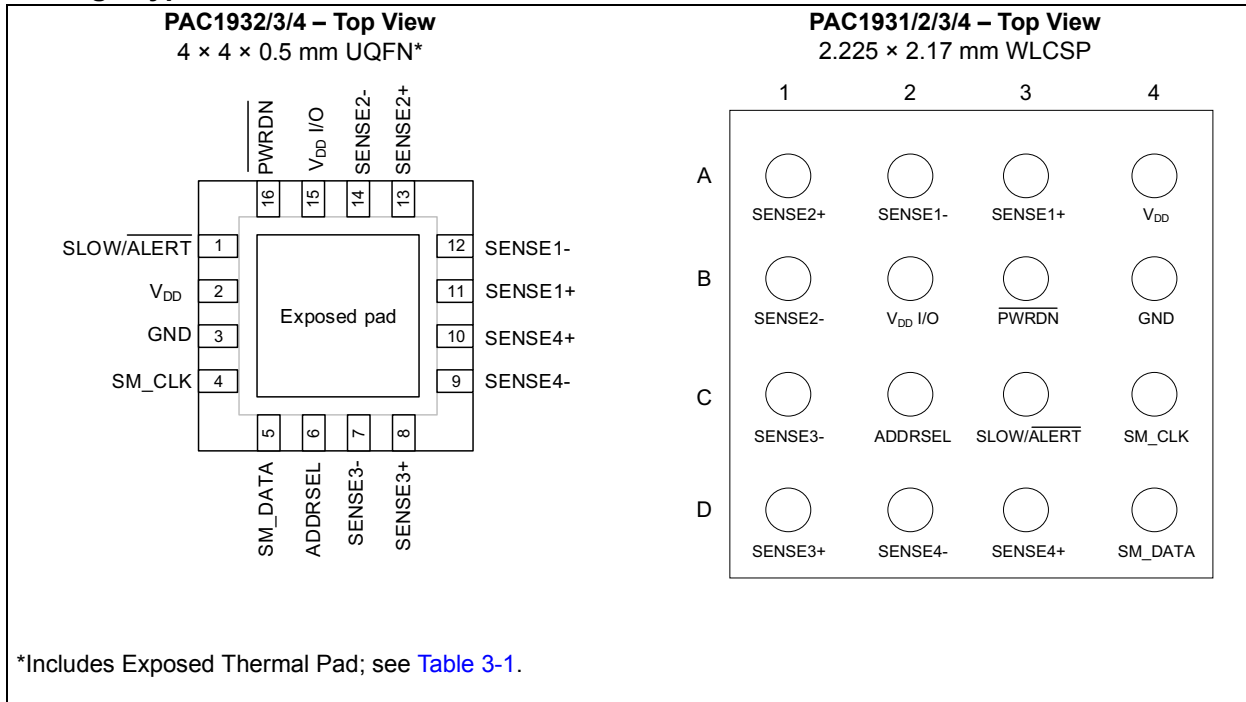 PAC1932/3/4 – Top View
4 × 4 × 0.5 mm UQFN*
PWRDN
VDD I/O
SENSE2-
SENSE2+
16
15
14
13
SLOW/ALERT
1
VDD
2
GND
3
SM_CLK
4
Exposed pad
12
SENSE1-
11
SENSE1+
10
SENSE4+
9
SENSE4-
5
6
7
8
SM_DATA
ADDRSEL
SENSE3-
SENSE3+
PAC1931/2/3/4 – Top View
2.225 × 2.17 mm WLCSP
1 2 3 4
A
SENSE2+ SENSE1- SENSE1+ VDD
B
SENSE2- VDD I/O PWRDN GND
C
SENSE3- ADDRSEL SLOW/ALERT SM_CLK
D
SENSE3+ SENSE4- SENSE4+ SM_DATA
*Includes Exposed Thermal Pad; see Table 3-1.